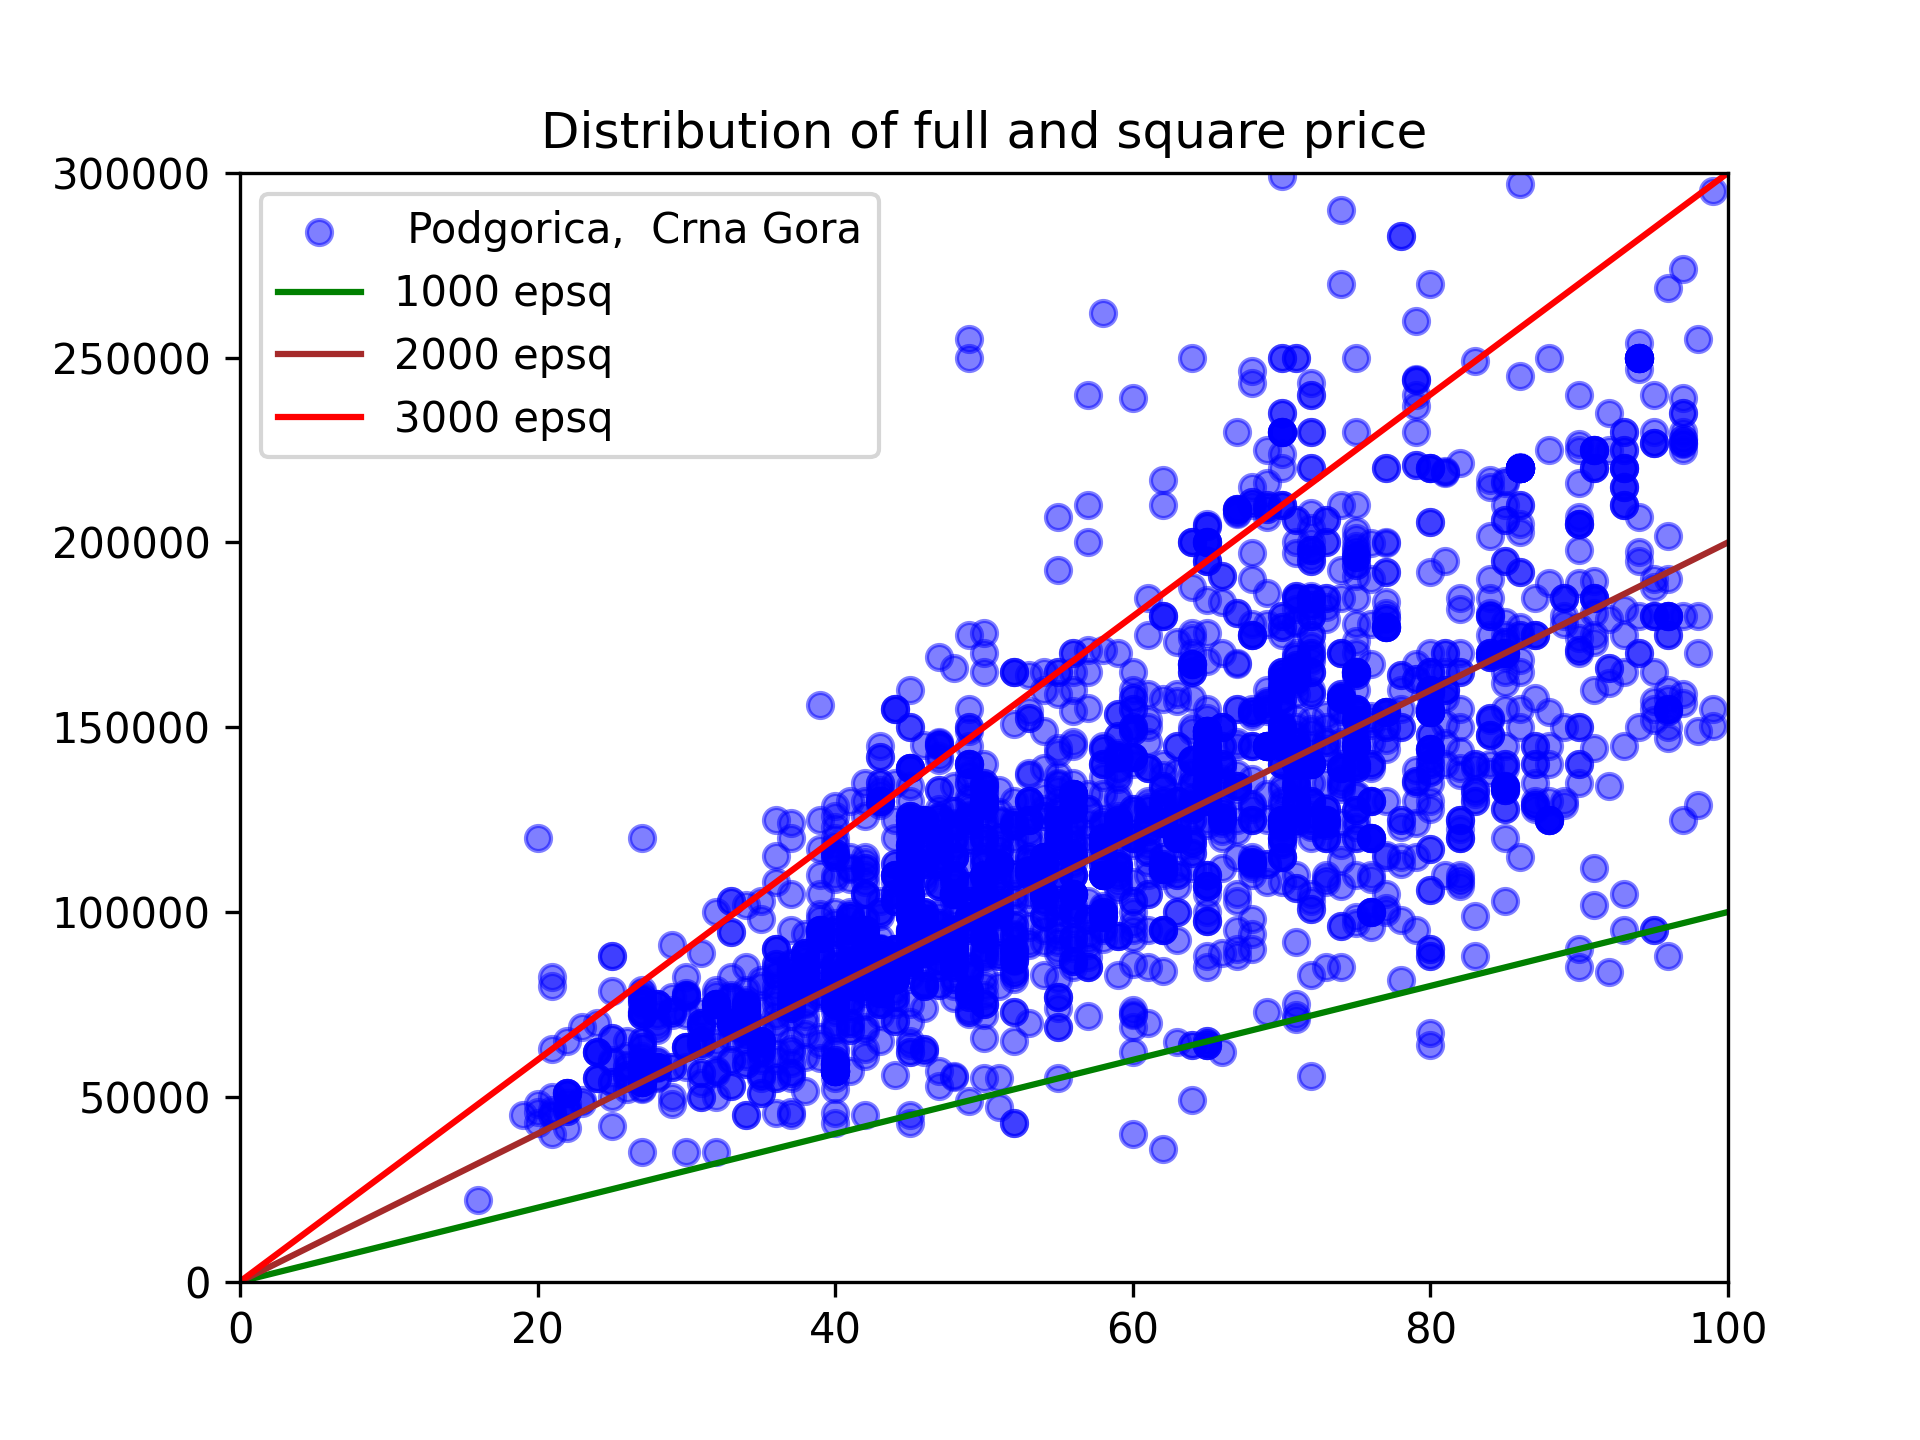 Distribution of full and square price
300000
250000
200000
150000
100000
50000
0
Podgorica,  Crna Gora
1000 epsq
2000 epsq
3000 epsq
0 20 40 60 80 100